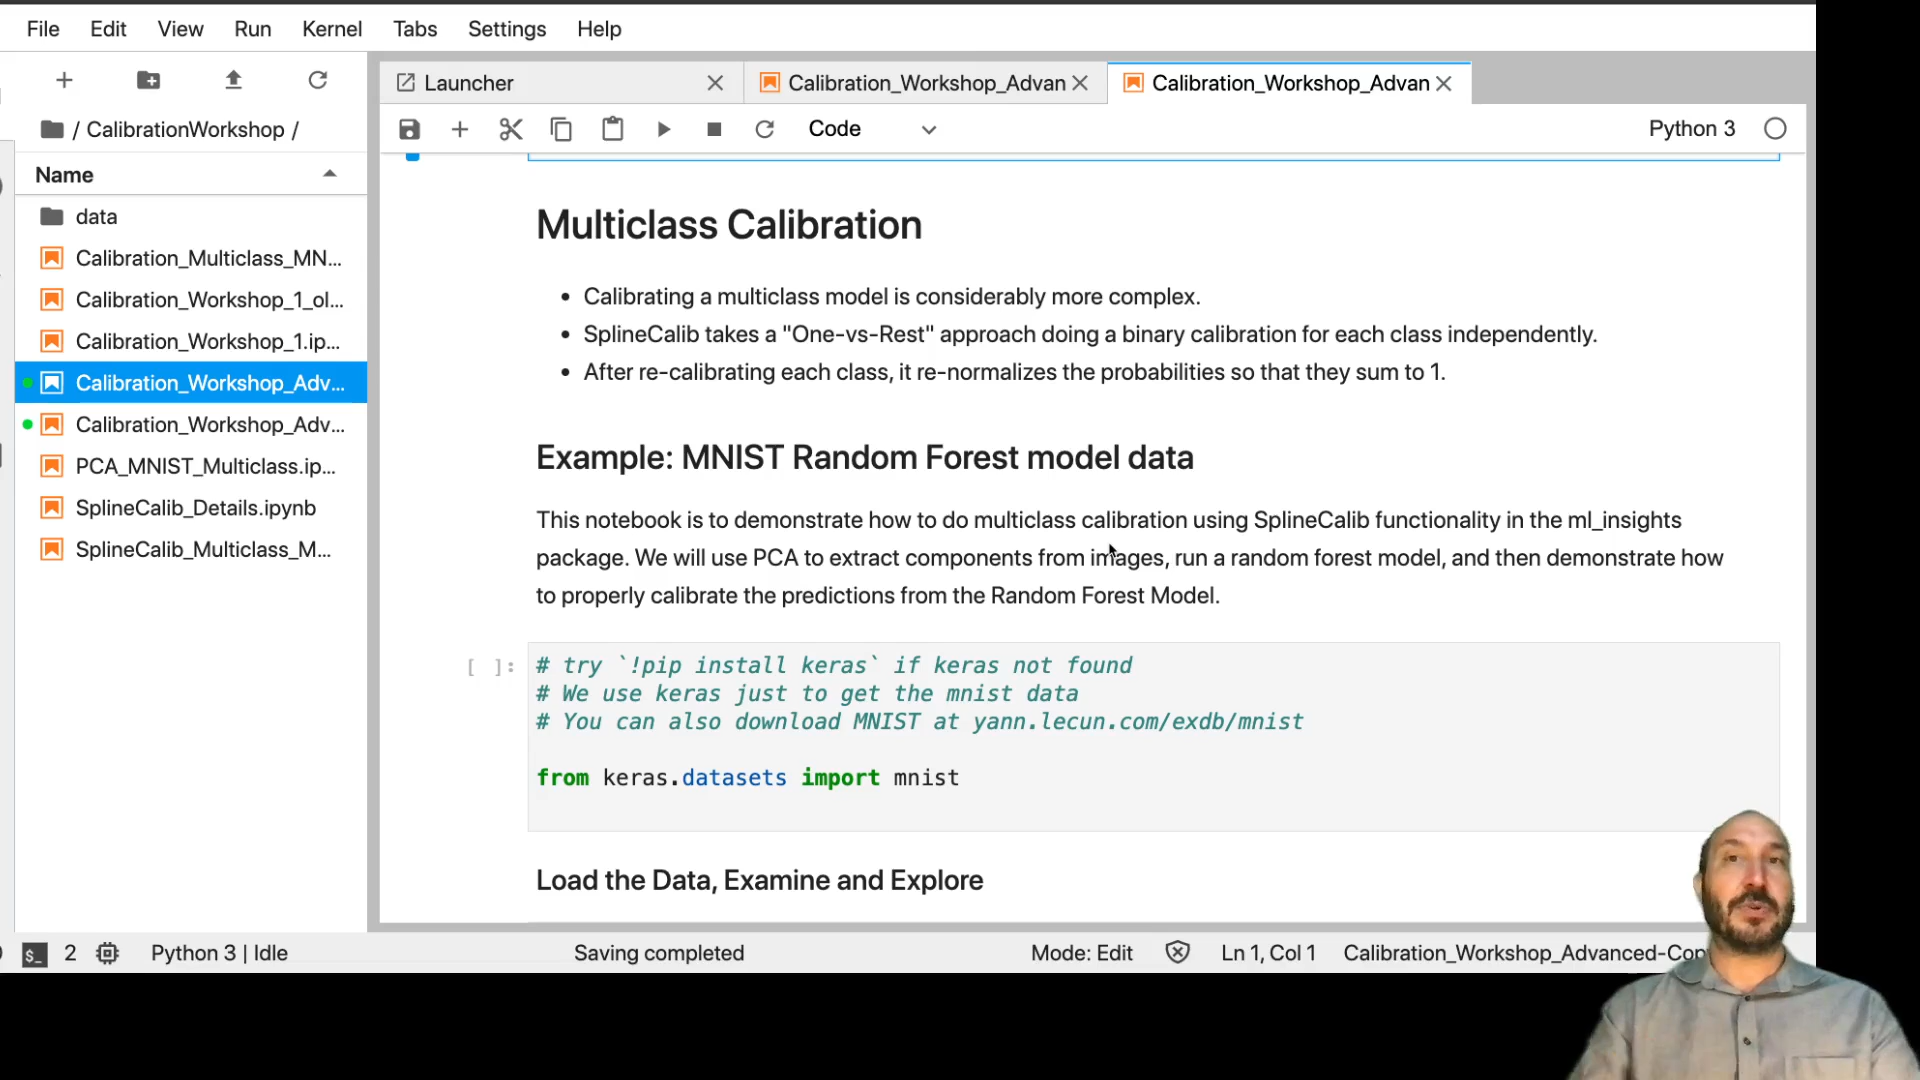 File Edit View Run Kernel Tabs Settings Help
Launcher
Calibration_Workshop_Advan
Calibration_Workshop_Advan
/ CalibrationWorkshop /
Code
Python 3
Name
data
Calibration_Multiclass_MN...
Calibration_Workshop_1_ol...
Calibration_Workshop_1.ip...
Calibration_Workshop_Adv...
Calibration_Workshop_Adv...
PCA_MNIST_Multiclass.ip...
SplineCalib_Details.ipynb
SplineCalib_Multiclass_M...
Multiclass Calibration
• Calibrating a multiclass model is considerably more complex.
• SplineCalib takes a "One-vs-Rest" approach doing a binary calibration for each class independently.
• After re-calibrating each class, it re-normalizes the probabilities so that they sum to 1.
Example: MNIST Random Forest model data
This notebook is to demonstrate how to do multiclass calibration using SplineCalib functionality in the ml_insights
package. We will use PCA to extract components from images, run a random forest model, and then demonstrate how
to properly calibrate the predictions from the Random Forest Model.
[ ]:
# try `!pip install keras` if keras not found
# We use keras just to get the mnist data
# You can also download MNIST at yann.lecun.com/exdb/mnist
from keras.datasets import mnist
Load the Data, Examine and Explore
$_ 2 Python 3 | Idle Saving completed Mode: Edit Ln 1, Col 1 Calibration_Workshop_Advanced-Cop